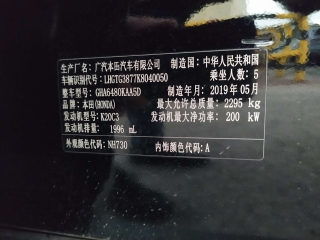 生产厂名：广汽本田汽车有限公司 制造国：中华人民共和国
车辆识别代号：LHGTG3877K8040050 乘坐人数：5
整车型号：GHA6480KAA5D 制造年月：2019年05月
品牌：本田(HONDA) 最大允许总质量：2295 kg
发动机型号：K20C3 发动机最大净功率：200 kW
发动机排量：1996 mL
外观颜色代码：NH730 内饰颜色代码：A